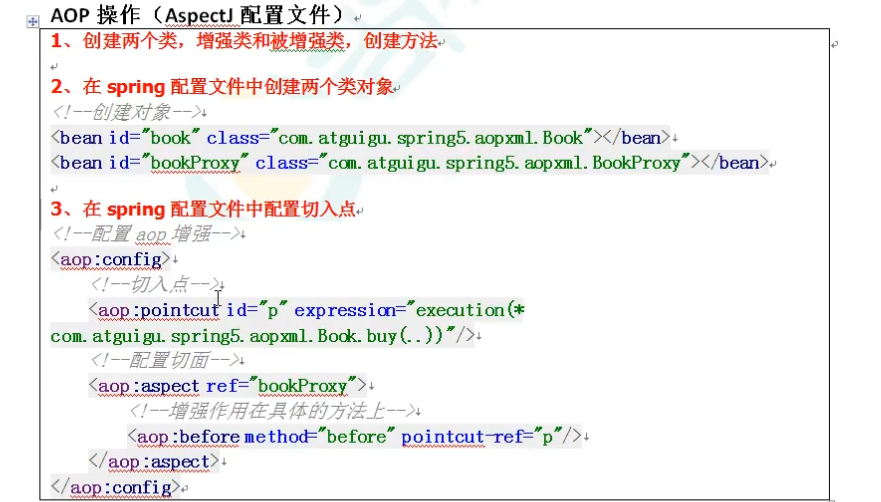 AOP 操作（AspectJ 配置文件）
1、创建两个类，增强类和被增强类，创建方法
2、在 spring 配置文件中创建两个类对象
<!--创建对象-->
<bean id="book" class="com.atguigu.spring5.aopxml.Book"></bean>
<bean id="bookProxy" class="com.atguigu.spring5.aopxml.BookProxy"></bean>
3、在 spring 配置文件中配置切入点
<!--配置 aop 增强-->
<aop:config>
<!--切入点-->
<aop:pointcut id="p" expression="execution(*
com.atguigu.spring5.aopxml.Book.buy(..))"/>
<!--配置切面-->
<aop:aspect ref="bookProxy">
<!--增强作用在具体的方法上-->
<aop:before method="before" pointcut-ref="p"/>
</aop:aspect>
</aop:config>